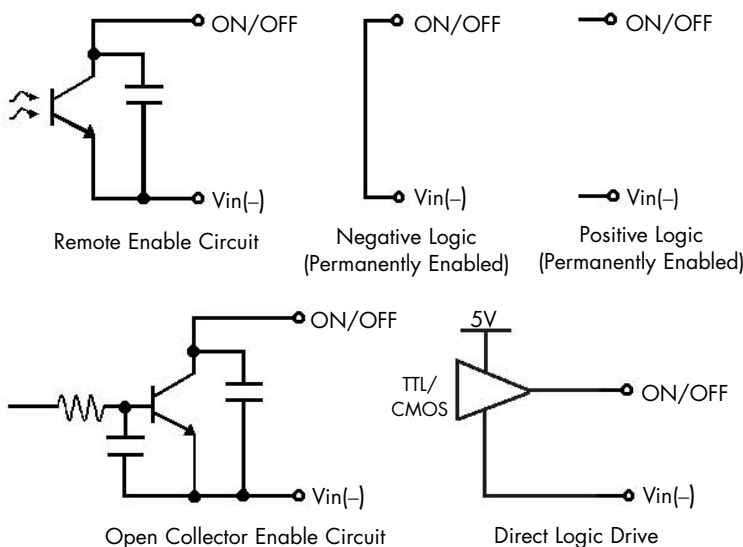 ON/OFF
Vin(–)
Remote Enable Circuit
ON/OFF
Vin(–)
Negative Logic
(Permanently Enabled)
ON/OFF
Vin(–)
Positive Logic
(Permanently Enabled)
ON/OFF
Vin(–)
Open Collector Enable Circuit
5V
TTL/
CMOS
ON/OFF
Vin(–)
Direct Logic Drive